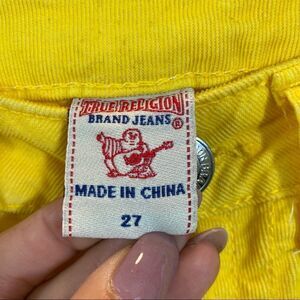 TRUE RELIGION
BRAND JEANS®
MADE IN CHINA
27